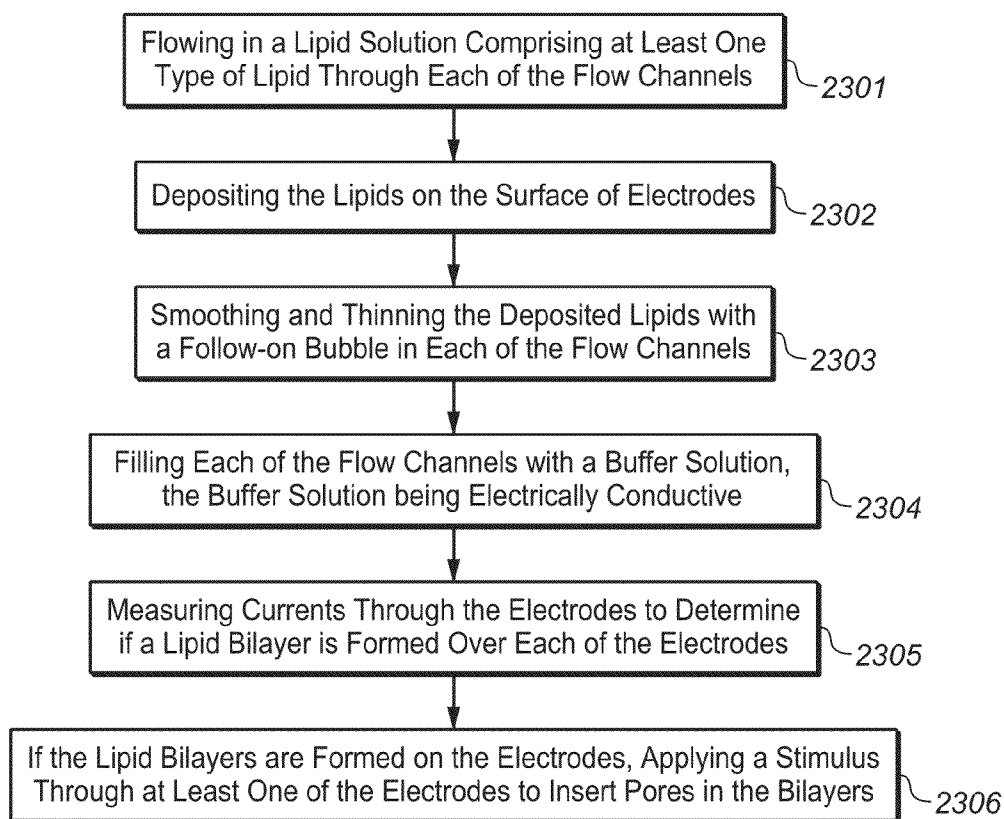 Flowing in a Lipid Solution Comprising at Least One
Type of Lipid Through Each of the Flow Channels
2301
Depositing the Lipids on the Surface of Electrodes
2302
Smoothing and Thinning the Deposited Lipids with
a Follow-on Bubble in Each of the Flow Channels
2303
Filling Each of the Flow Channels with a Buffer Solution,
the Buffer Solution being Electrically Conductive
2304
Measuring Currents Through the Electrodes to Determine
if a Lipid Bilayer is Formed Over Each of the Electrodes
2305
If the Lipid Bilayers are Formed on the Electrodes, Applying a Stimulus
Through at Least One of the Electrodes to Insert Pores in the Bilayers
2306